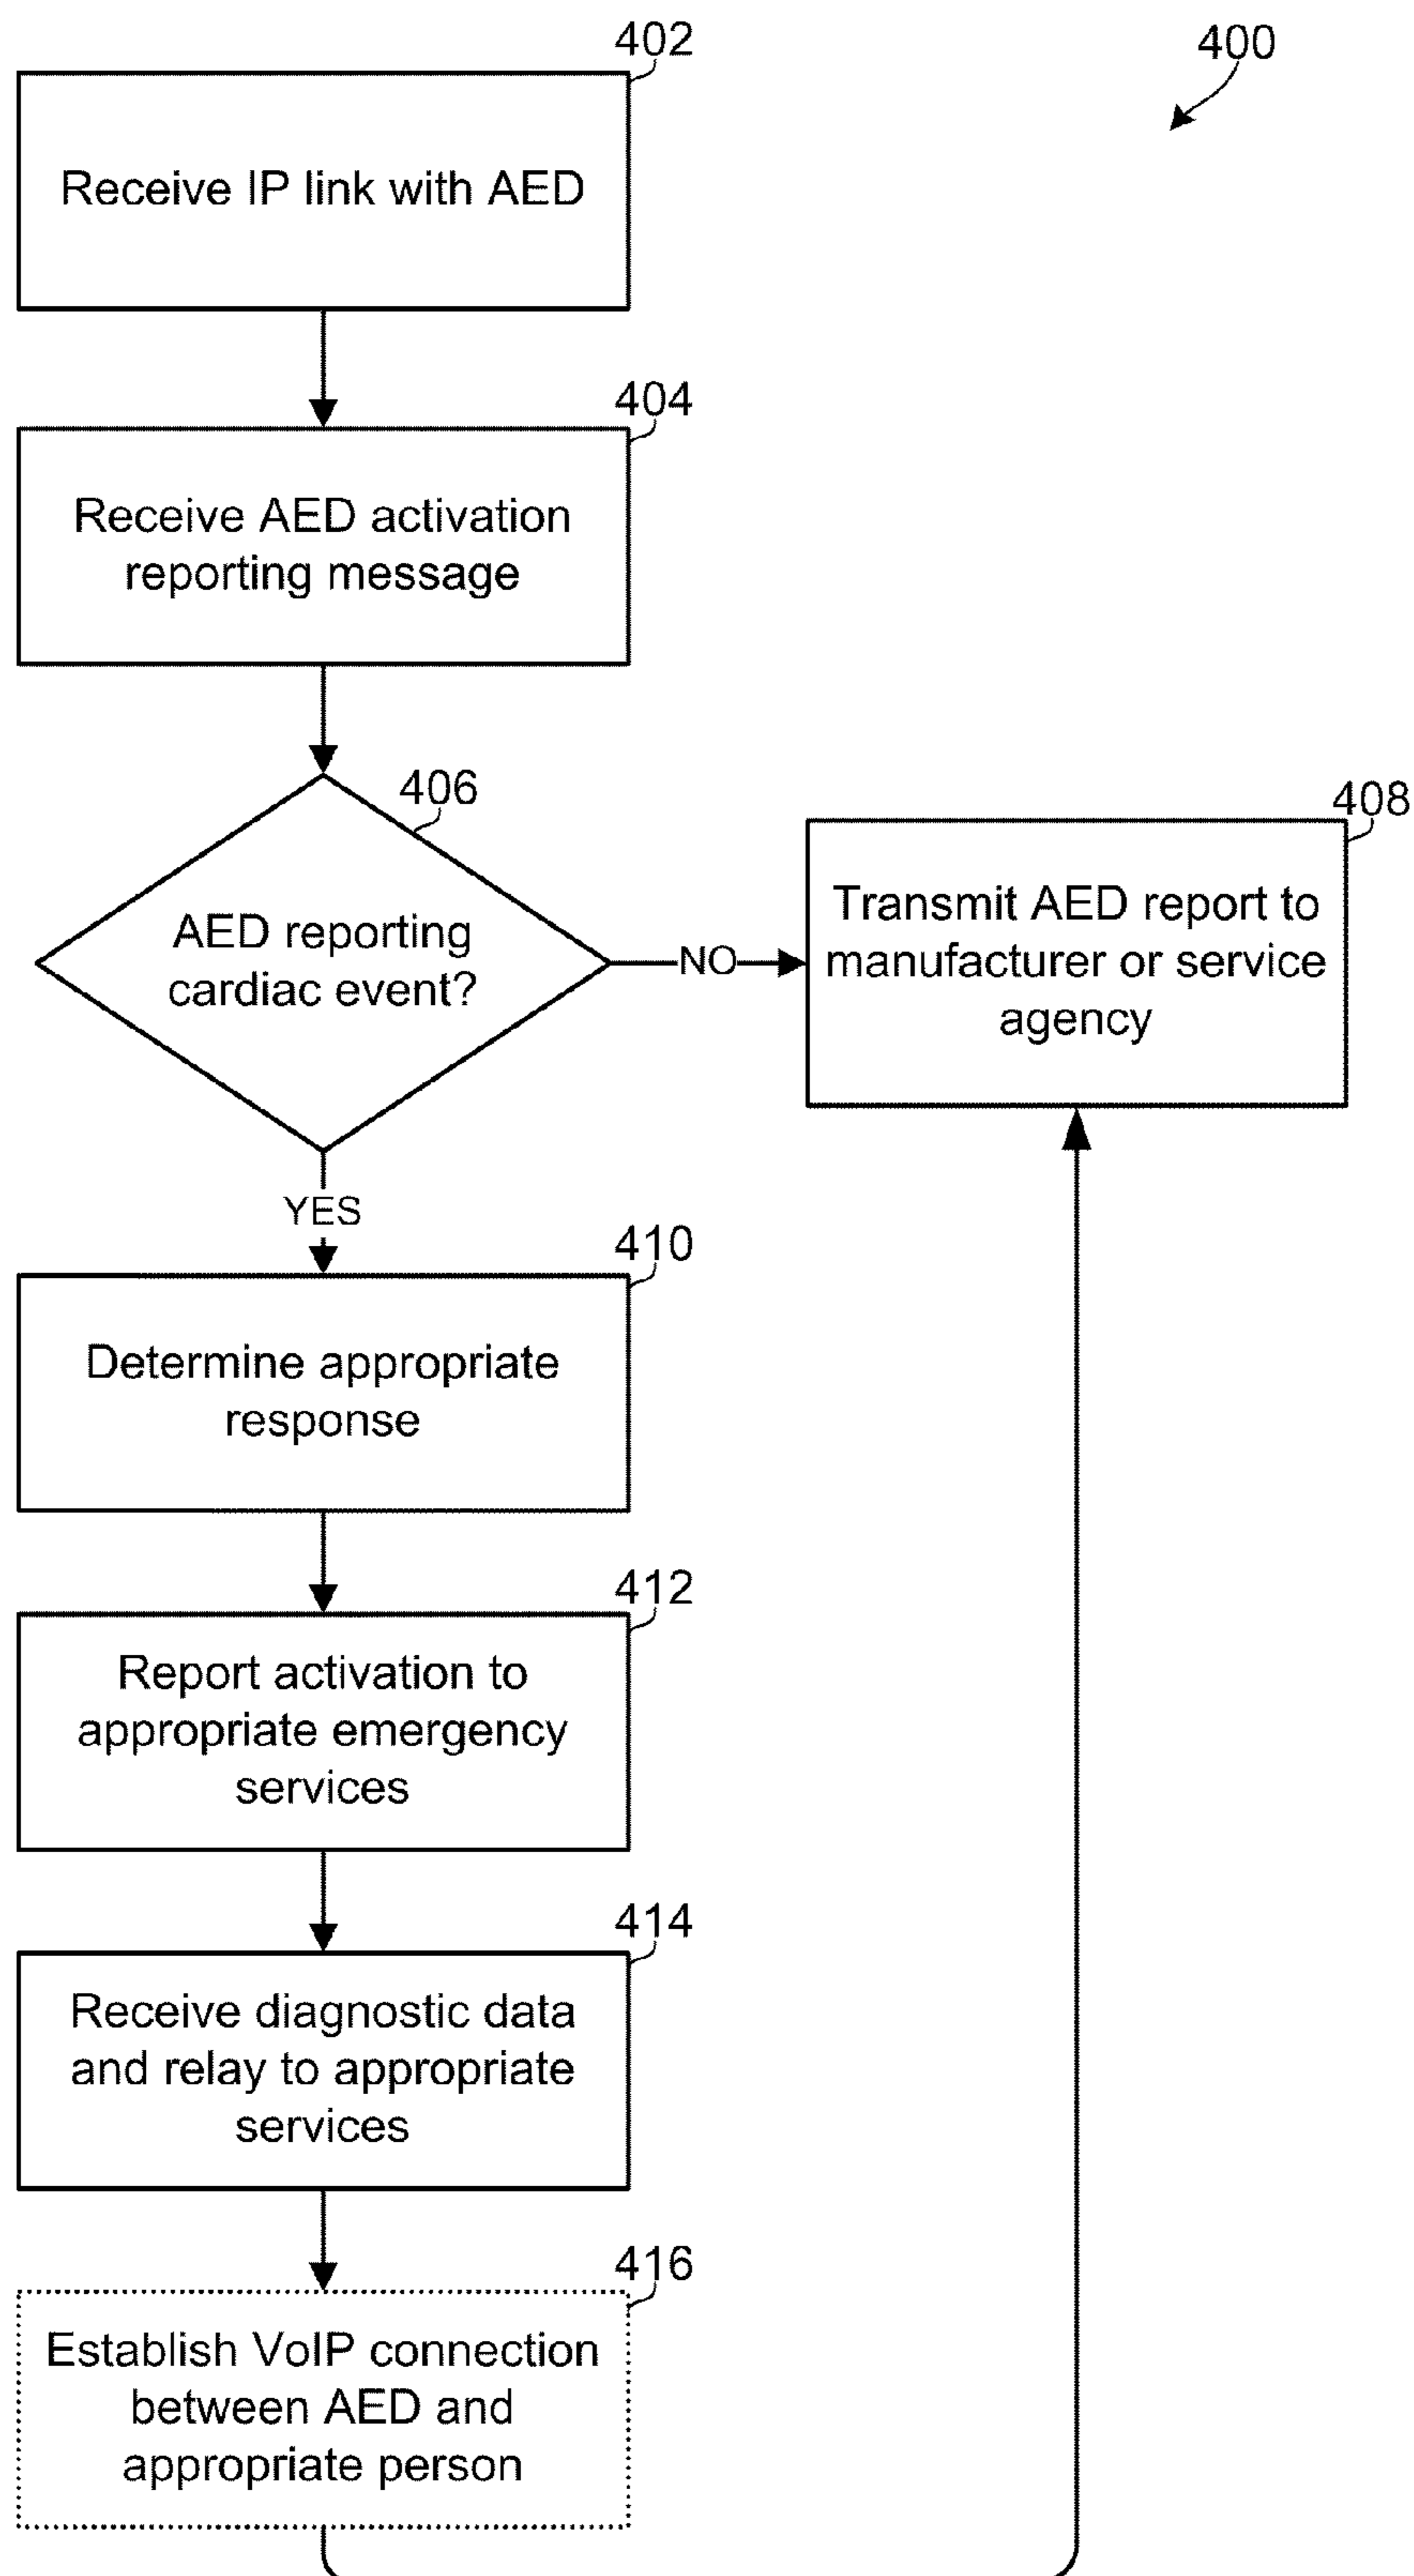 402
400
Receive IP link with AED
404
Receive AED activation
reporting message
406
AED reporting
cardiac event?
NO
408
Transmit AED report to
manufacturer or service
agency
YES
410
Determine appropriate
response
412
Report activation to
appropriate emergency
services
414
Receive diagnostic data
and relay to appropriate
services
416
Establish VoIP connection
between AED and
appropriate person